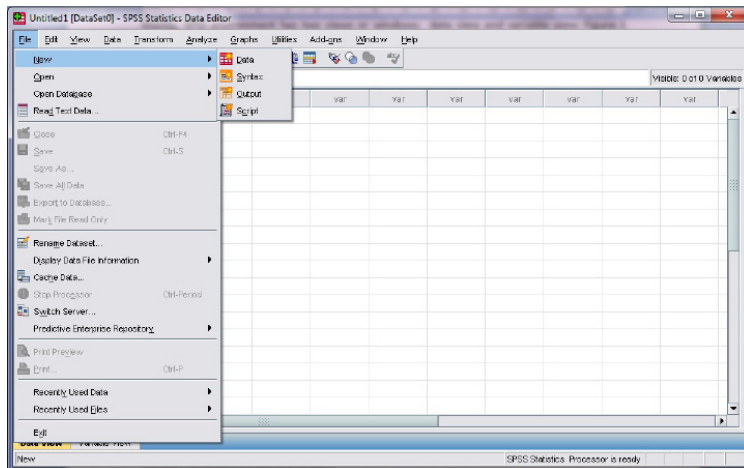 Untitled1 [DataSet0] - SPSS Statistics Data Editor
File Edit View Data Transform Analyze Graphs Utilities Add-ons Window Help
New
Data
Open
Syntax
Visible: 0 of 0 Variables
Open Database
Output
var var var var var var var
Read Text Data...
Script
Close Ctrl-F4
Save Ctrl-S
Save As...
Save All Data
Export to Database...
Mark File Read Only
Rename Dataset...
Display Data File Information
Cache Data...
Stop Processor Ctrl-Period
Switch Server...
Predictive Enterprise Repository
Print Preview
Print... Ctrl-P
Recently Used Data
Recently Used Files
Exit
Data View Variable View
New
SPSS Statistics Processor is ready